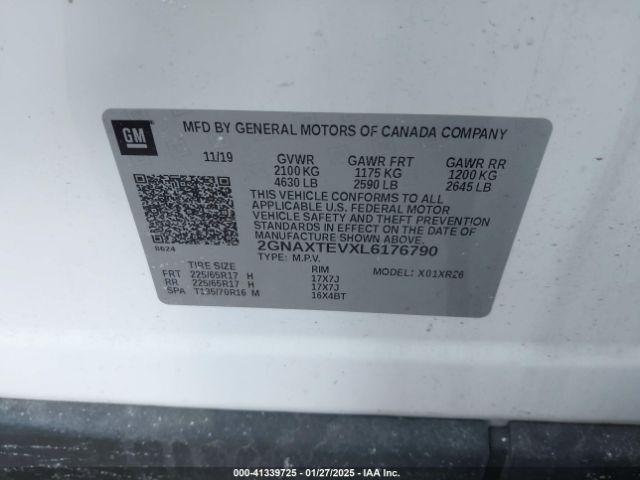 GM
MFD BY GENERAL MOTORS OF CANADA COMPANY
11/19 GVWR GAWR FRT GAWR RR
2100 KG 1175 KG 1200 KG
4630 LB 2590 LB 2645 LB
THIS VEHICLE CONFORMS TO ALL
APPLICABLE U.S. FEDERAL MOTOR
VEHICLE SAFETY AND THEFT PREVENTION
STANDARDS IN EFFECT ON THE DATE OF
MANUFACTURE SHOWN ABOVE.
8624 2GNAXTEVXL6176790
TYPE: M.P.V. MODEL: X01XR26
TIRE SIZE RIM
FRT 225/65R17 H 17X7J
RR 225/65R17 H 17X7J
SPA T135/70R16 M 16X4BT
000-41339725 - 01/27/2025 - IAA Inc.